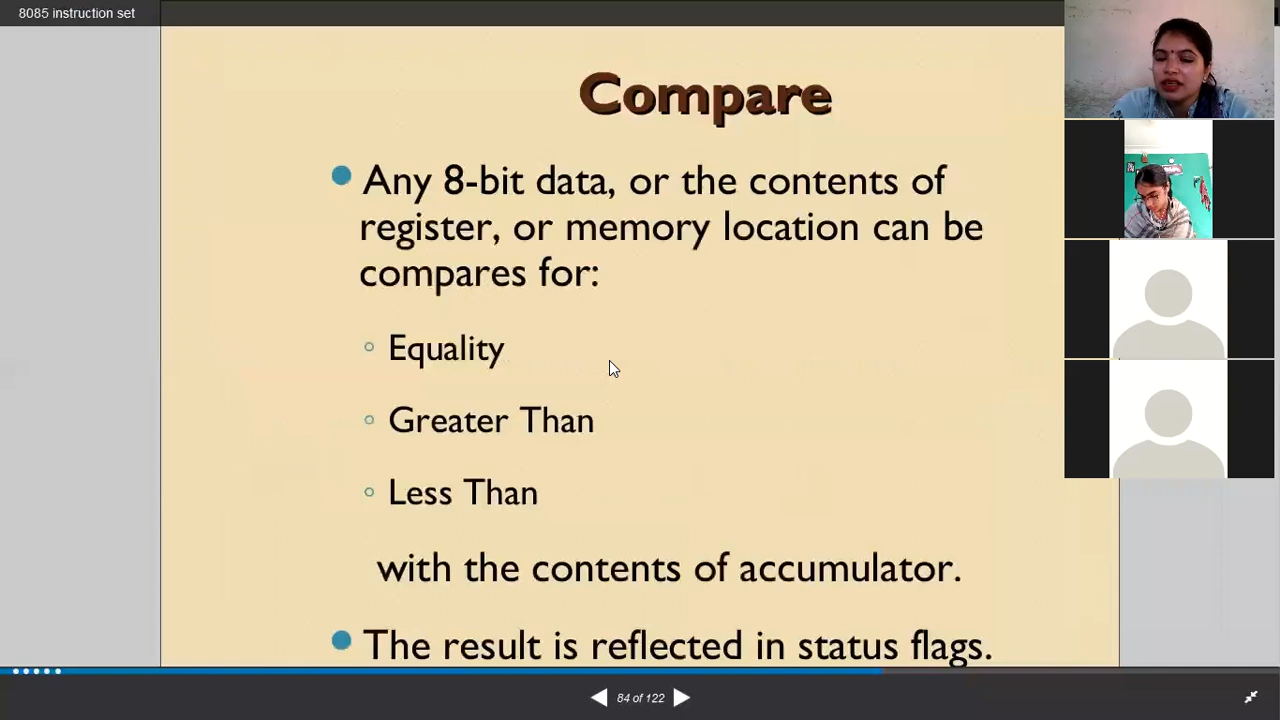 8085 instruction set
Compare
Any 8-bit data, or the contents of
register, or memory location can be
compares for:
Equality
Greater Than
Less Than
with the contents of accumulator.
The result is reflected in status flags.
84 of 122